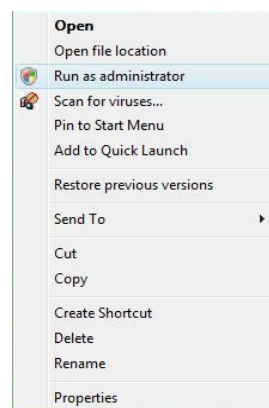 Open
Open file location
Run as administrator
Scan for viruses...
Pin to Start Menu
Add to Quick Launch
Restore previous versions
Send To
Cut
Copy
Create Shortcut
Delete
Rename
Properties